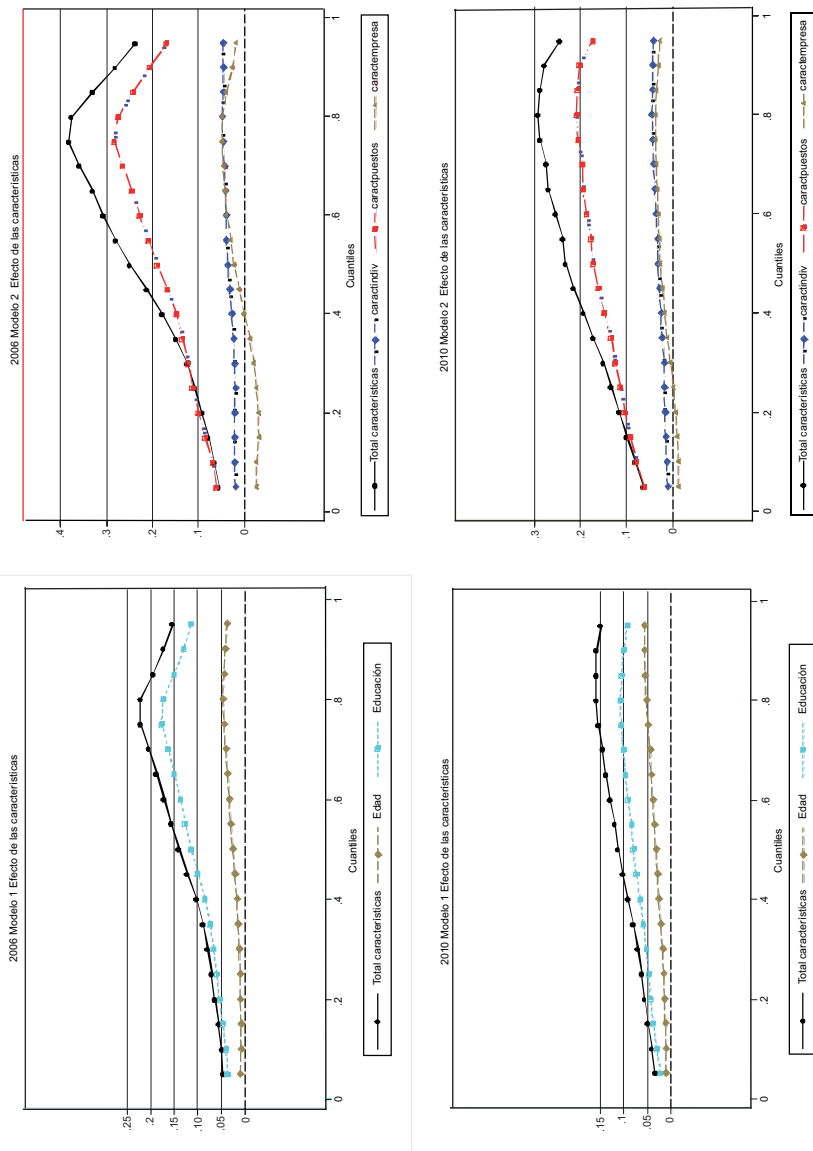 2006 Modelo 2 Efecto de las características
.4
.3
.2
.1
0
0
.2
.4
.6
.8
1
Cuantiles
Total características
caractindiv
caractpuestos
caractempresa
2010 Modelo 2 Efecto de las características
.3
.2
.1
0
0
.2
.4
.6
.8
1
Cuantiles
Total características
caractindiv
caractpuestos
caractempresa
2006 Modelo 1 Efecto de las características
.25
.2
.15
.10
.05
0
0
.2
.4
.6
.8
1
Cuantiles
Total características
Edad
Educación
2010 Modelo 1 Efecto de las características
.15
.1
.05
0
0
.2
.4
.6
.8
1
Cuantiles
Total características
Edad
Educación